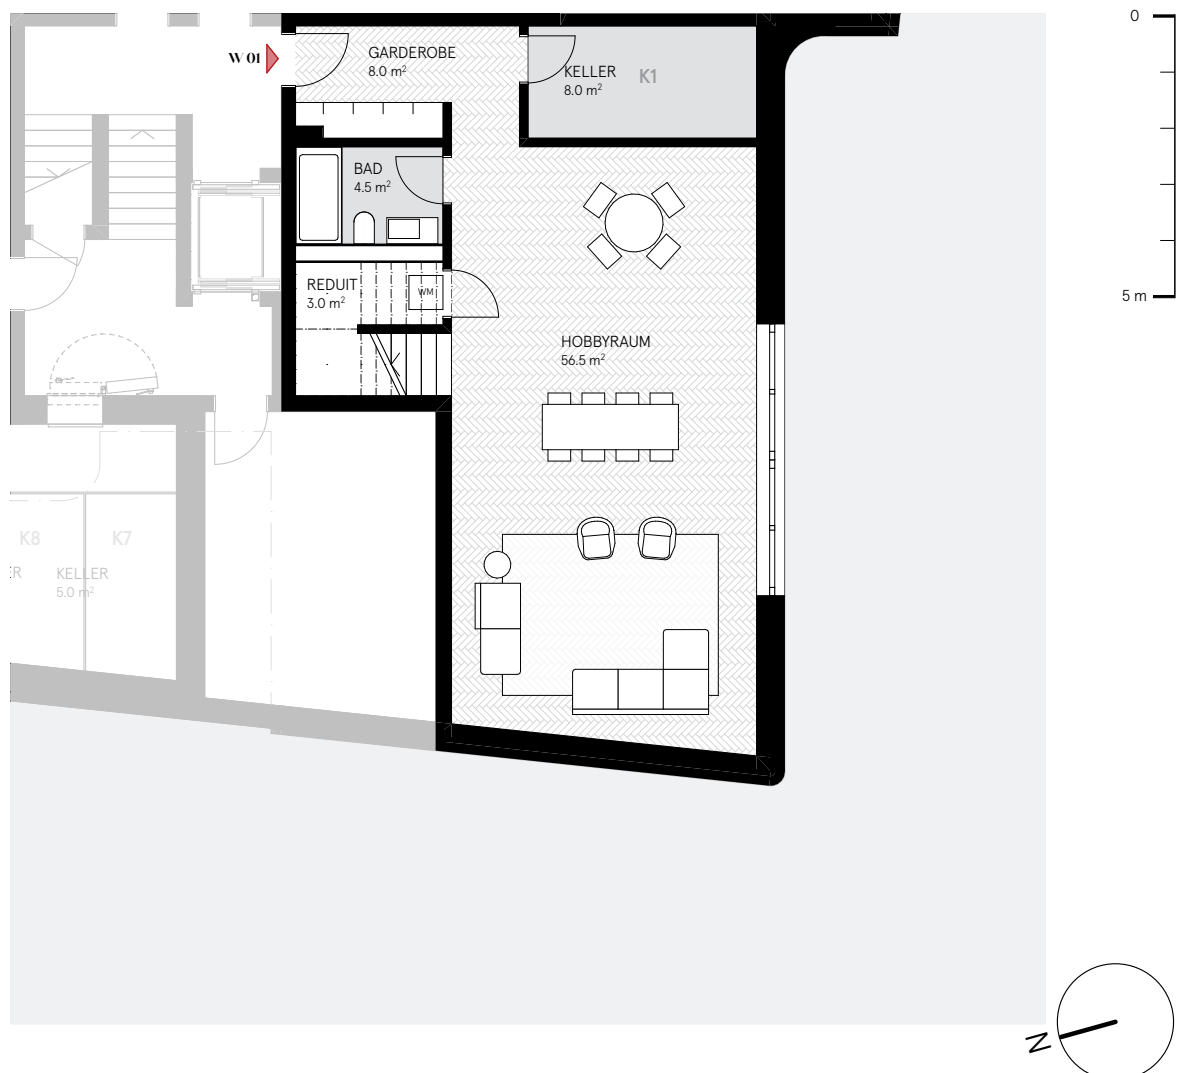 W 01
GARDEROBE
8.0 m²
KELLER
8.0 m²
K1
0
BAD
4.5 m²
REDUIT
3.0 m²
WM
5 m
HOBBYRAUM
56.5 m²
K8
K7
ER
KELLER
5.0 m²
N